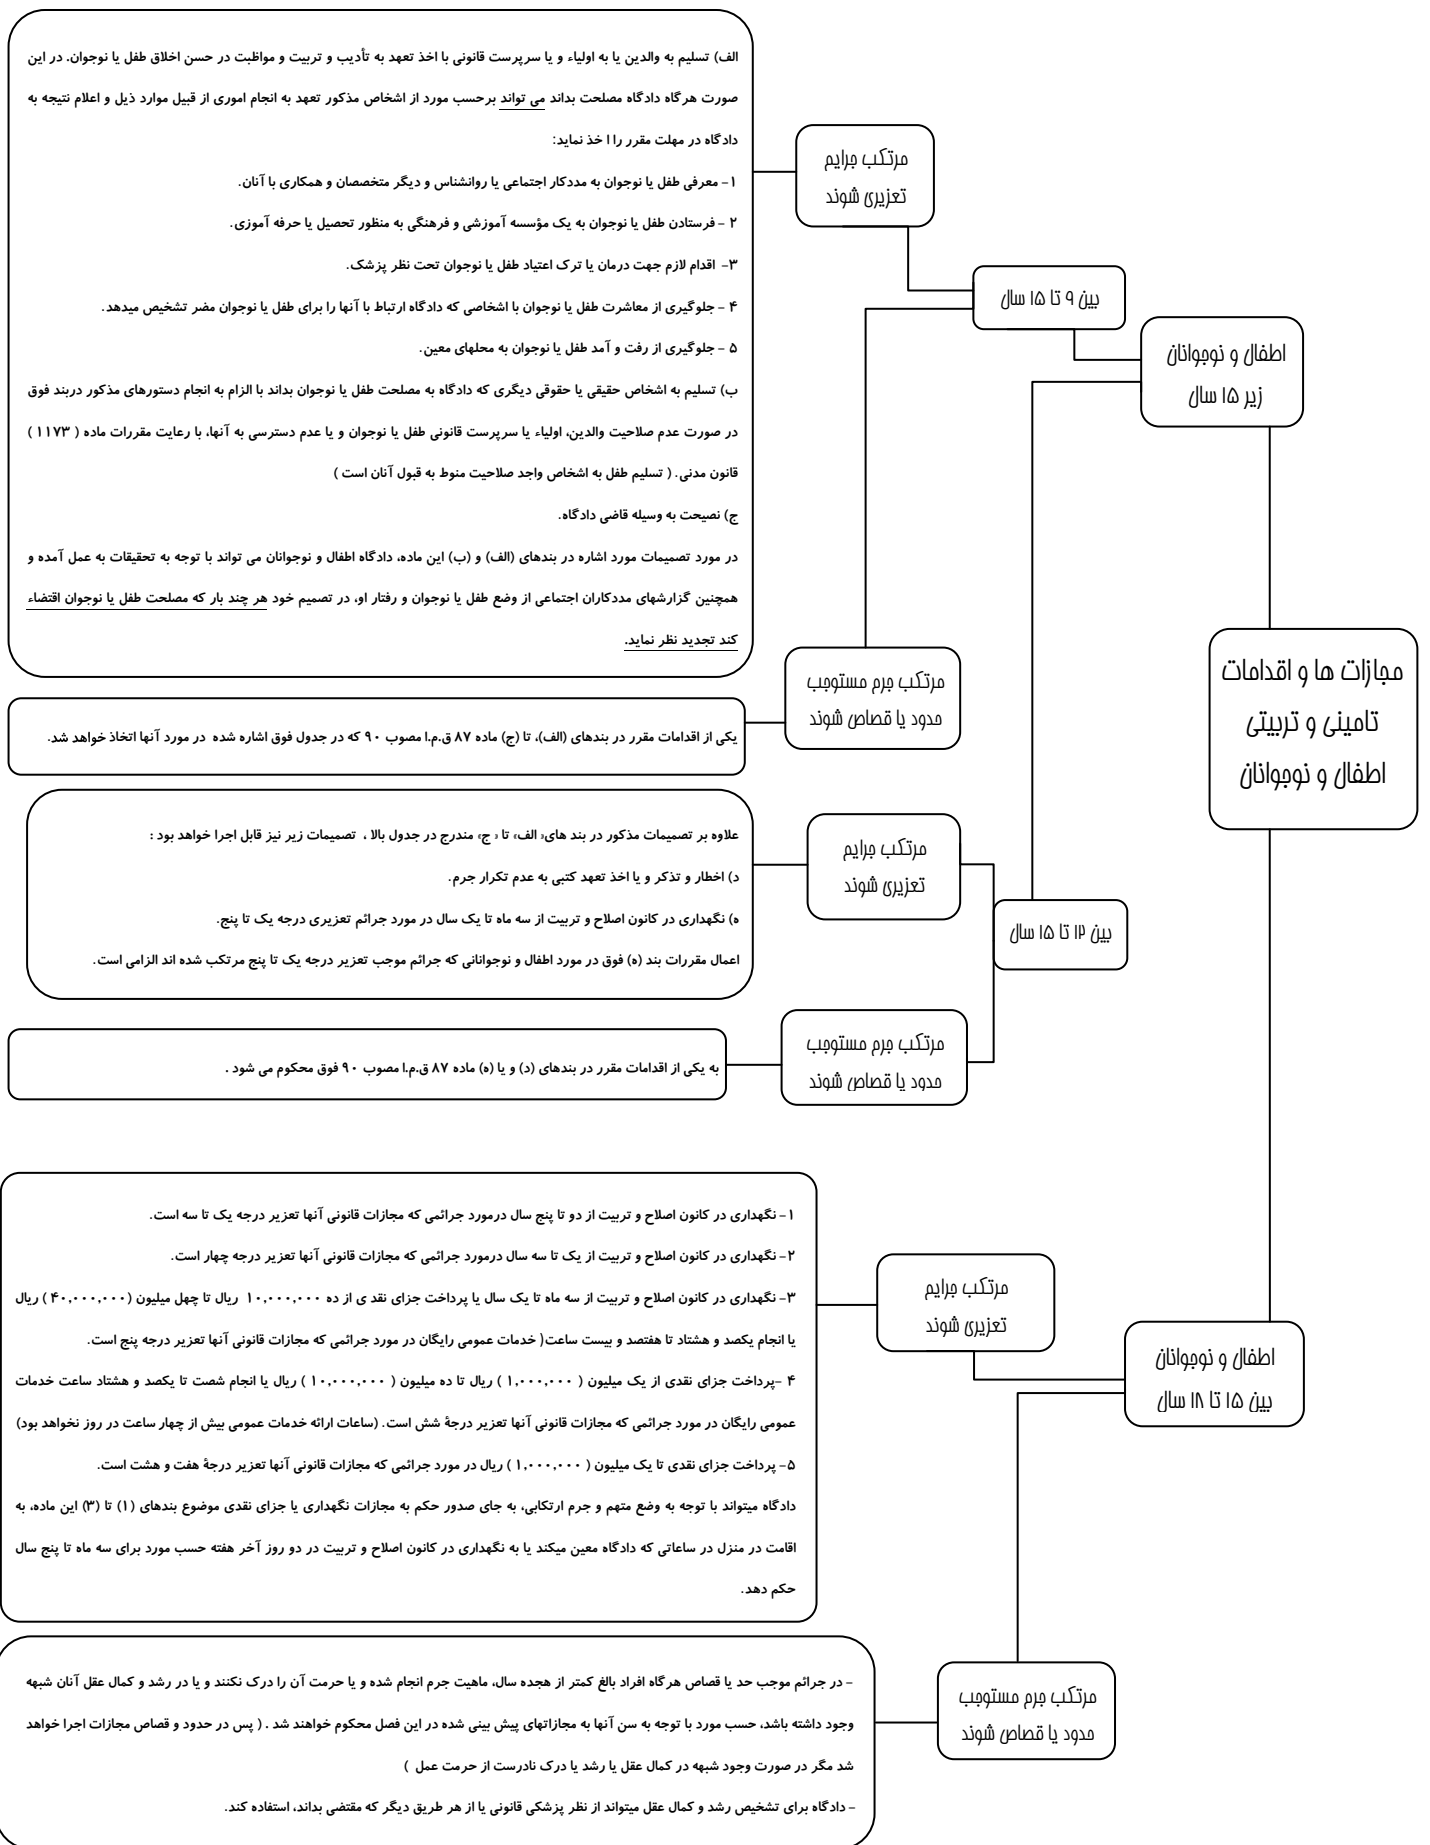 مجازات ها و اقدامات
تامینی و تربیتی
اطفال و نوجوانان
اطفال و نوجوانان
زیر ۱۵ سال
بین ۹ تا ۱۵ سال
مرتکب جرایم
تعزیری شوند
الف) تسلیم به والدین یا به اولیاء و یا سرپرست قانونی با اخذ تعهد به تأدیب و تربیت و مواظبت در حسن اخلاق طفل یا نوجوان. در این
صورت هرگاه دادگاه مصلحت بداند می تواند برحسب مورد از اشخاص مذکور تعهد به انجام اموری از قبیل موارد ذیل و اعلام نتیجه به
دادگاه در مهلت مقرر را ا خذ نماید:
۱- معرفی طفل یا نوجوان به مددکار اجتماعی یا روانشناس و دیگر متخصصان و همکاری با آنان.
۲ - فرستادن طفل یا نوجوان به یک مؤسسه آموزشی و فرهنگی به منظور تحصیل یا حرفه آموزی.
۳- اقدام لازم جهت درمان یا ترک اعتیاد طفل یا نوجوان تحت نظر پزشک.
۴ - جلوگیری از معاشرت طفل یا نوجوان با اشخاصی که دادگاه ارتباط با آنها را برای طفل یا نوجوان مضر تشخیص میدهد.
۵ - جلوگیری از رفت و آمد طفل یا نوجوان به محلهای معین.
ب) تسلیم به اشخاص حقیقی یا حقوقی دیگری که دادگاه به مصلحت طفل یا نوجوان بداند با الزام به انجام دستورهای مذکور دربند فوق
در صورت عدم صلاحیت والدین، اولیاء یا سرپرست قانونی طفل یا نوجوان و یا عدم دسترسی به آنها، با رعایت مقررات ماده ( ۱۱۷۳ )
قانون مدنی. ( تسلیم طفل به اشخاص واجد صلاحیت منوط به قبول آنان است )
ج) نصیحت به وسیله قاضی دادگاه.
در مورد تصمیمات مورد اشاره در بندهای (الف) و (ب) این ماده، دادگاه اطفال و نوجوانان می تواند با توجه به تحقیقات به عمل آمده و
همچنین گزارشهای مددکاران اجتماعی از وضع طفل یا نوجوان و رفتار او، در تصمیم خود هر چند بار که مصلحت طفل یا نوجوان اقتضاء
کند تجدید نظر نماید.
مرتکب جرم مستوجب
حدود یا قصاص شوند
یکی از اقدامات مقرر در بندهای (الف)، تا (ج) ماده ۸۷ ق.م.ا مصوب ۹۰ که در جدول فوق اشاره شده در مورد آنها اتخاذ خواهد شد.
بین ۱۲ تا ۱۵ سال
مرتکب جرایم
تعزیری شوند
علاوه بر تصمیمات مذکور در بند های« الف» تا « ج» مندرج در جدول بالا ، تصمیمات زیر نیز قابل اجرا خواهد بود :
د) اخطار و تذکر و یا اخذ تعهد کتبی به عدم تکرار جرم.
ه) نگهداری در کانون اصلاح و تربیت از سه ماه تا یک سال در مورد جرائم تعزیری درجه یک تا پنج.
اعمال مقررات بند (ه) فوق در مورد اطفال و نوجوانانی که جرائم موجب تعزیر درجه یک تا پنج مرتکب شده اند الزامی است.
مرتکب جرم مستوجب
حدود یا قصاص شوند
به یکی از اقدامات مقرر در بندهای (د) و یا (ه) ماده ۸۷ ق.م.ا مصوب ۹۰ فوق محکوم می شود .
اطفال و نوجوانان
بین ۱۵ تا ۱۸ سال
مرتکب جرایم
تعزیری شوند
۱- نگهداری در کانون اصلاح و تربیت از دو تا پنج سال درمورد جرائمی که مجازات قانونی آنها تعزیر درجه یک تا سه است.
۲- نگهداری در کانون اصلاح و تربیت از یک تا سه سال درمورد جرائمی که مجازات قانونی آنها تعزیر درجه چهار است.
۳- نگهداری در کانون اصلاح و تربیت از سه ماه تا یک سال یا پرداخت جزای نقد ی از ده ۱۰,۰۰۰,۰۰۰ ریال تا چهل میلیون (۴۰,۰۰۰,۰۰۰ ) ریال
یا انجام یکصد و هشتاد تا هفتصد و بیست ساعت( خدمات عمومی رایگان در مورد جرائمی که مجازات قانونی آنها تعزیر درجه پنج است.
۴ -پرداخت جزای نقدی از یک میلیون ( ۱,۰۰۰,۰۰۰ ) ریال تا ده میلیون ( ۱۰,۰۰۰,۰۰۰ ) ریال یا انجام شصت تا یکصد و هشتاد ساعت خدمات
عمومی رایگان در مورد جرائمی که مجازات قانونی آنها تعزیر درجهٔ شش است. (ساعات ارائه خدمات عمومی بیش از چهار ساعت در روز نخواهد بود)
۵- پرداخت جزای نقدی تا یک میلیون ( ۱,۰۰۰,۰۰۰ ) ریال در مورد جرائمی که مجازات قانونی آنها تعزیر درجهٔ هفت و هشت است.
دادگاه میتواند با توجه به وضع متهم و جرم ارتکابی، به جای صدور حکم به مجازات نگهداری یا جزای نقدی موضوع بندهای (۱) تا (۳) این ماده، به
اقامت در منزل در ساعاتی که دادگاه معین میکند یا به نگهداری در کانون اصلاح و تربیت در دو روز آخر هفته حسب مورد برای سه ماه تا پنج سال
حکم دهد.
مرتکب جرم مستوجب
حدود یا قصاص شوند
- در جرائم موجب حد یا قصاص هرگاه افراد بالغ کمتر از هجده سال، ماهیت جرم انجام شده و یا حرمت آن را درک نکنند و یا در رشد و کمال عقل آنان شبهه
وجود داشته باشد، حسب مورد با توجه به سن آنها به مجازاتهای پیش بینی شده در این فصل محکوم خواهند شد . ( پس در حدود و قصاص مجازات اجرا خواهد
شد مگر در صورت وجود شبهه در کمال عقل یا رشد یا درک نادرست از حرمت عمل )
- دادگاه برای تشخیص رشد و کمال عقل میتواند از نظر پزشکی قانونی یا از هر طریق دیگر که مقتضی بداند، استفاده کند.